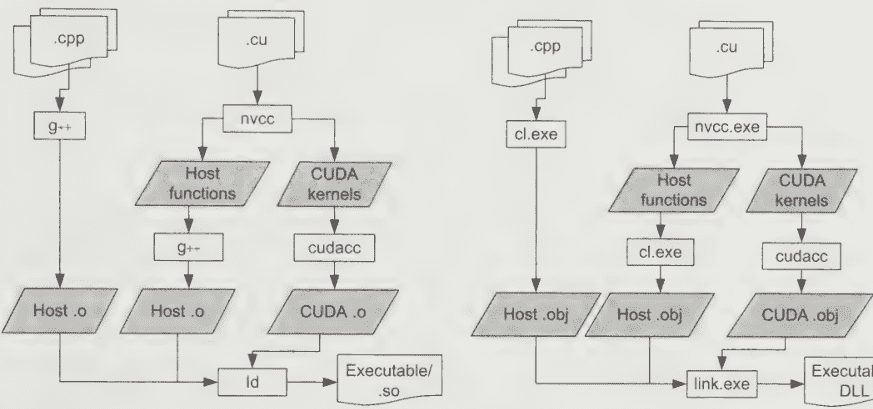 .cpp
.cu
g++
nvcc
Host
functions
CUDA
kernels
g++
cudacc
Host .o
Host .o
CUDA .o
ld
Executable/
.so
.cpp
.cu
cl.exe
nvcc.exe
Host
functions
CUDA
kernels
cl.exe
cudacc
Host .obj
Host .obj
CUDA .obj
link.exe
DLL